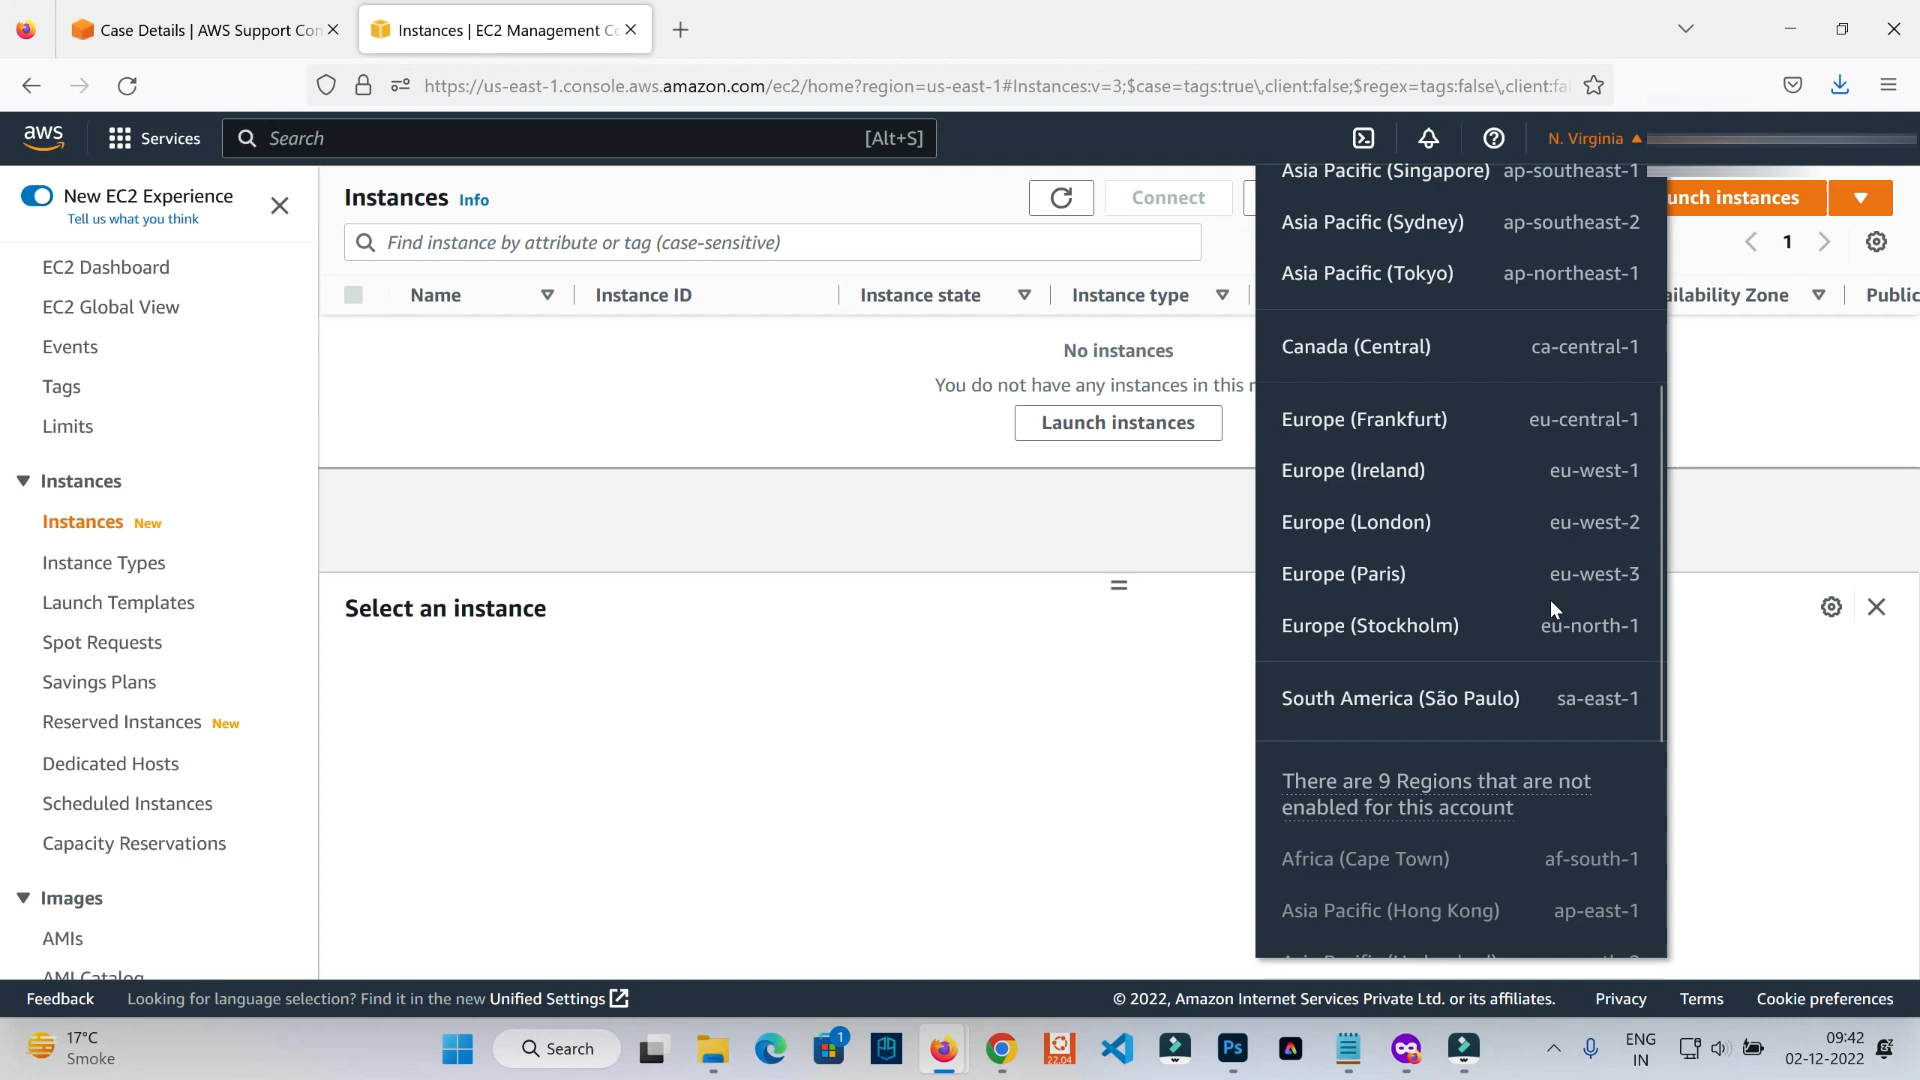 Case Details | AWS Support Con
Instances | EC2 Management Co
https://us-east-1.console.aws.amazon.com/ec2/home?region=us-east-1#Instances:v=3;$case=tags:true\,client:false;$regex=tags:false\,client:fal
aws
Services
Search
[Alt+S]
N. Virginia
New EC2 Experience
Tell us what you think
EC2 Dashboard
EC2 Global View
Events
Tags
Limits
Instances
Instances New
Instance Types
Launch Templates
Spot Requests
Savings Plans
Reserved Instances New
Dedicated Hosts
Scheduled Instances
Capacity Reservations
Images
AMIs
AMI Catalog
Instances Info
Connect
unch instances
Find instance by attribute or tag (case-sensitive)
1
Name
Instance ID
Instance state
Instance type
ailability Zone
Public
No instances
You do not have any instances in this r
Launch instances
Select an instance
Asia Pacific (Singapore) ap-southeast-1
Asia Pacific (Sydney) ap-southeast-2
Asia Pacific (Tokyo) ap-northeast-1
Canada (Central) ca-central-1
Europe (Frankfurt) eu-central-1
Europe (Ireland) eu-west-1
Europe (London) eu-west-2
Europe (Paris) eu-west-3
Europe (Stockholm) eu-north-1
South America (São Paulo) sa-east-1
There are 9 Regions that are not
enabled for this account
Africa (Cape Town) af-south-1
Asia Pacific (Hong Kong) ap-east-1
Feedback
Looking for language selection? Find it in the new Unified Settings
© 2022, Amazon Internet Services Private Ltd. or its affiliates.
Privacy
Terms
Cookie preferences
17°C
Smoke
Search
1
22.04
Ps
ENG
IN
09:42
02-12-2022